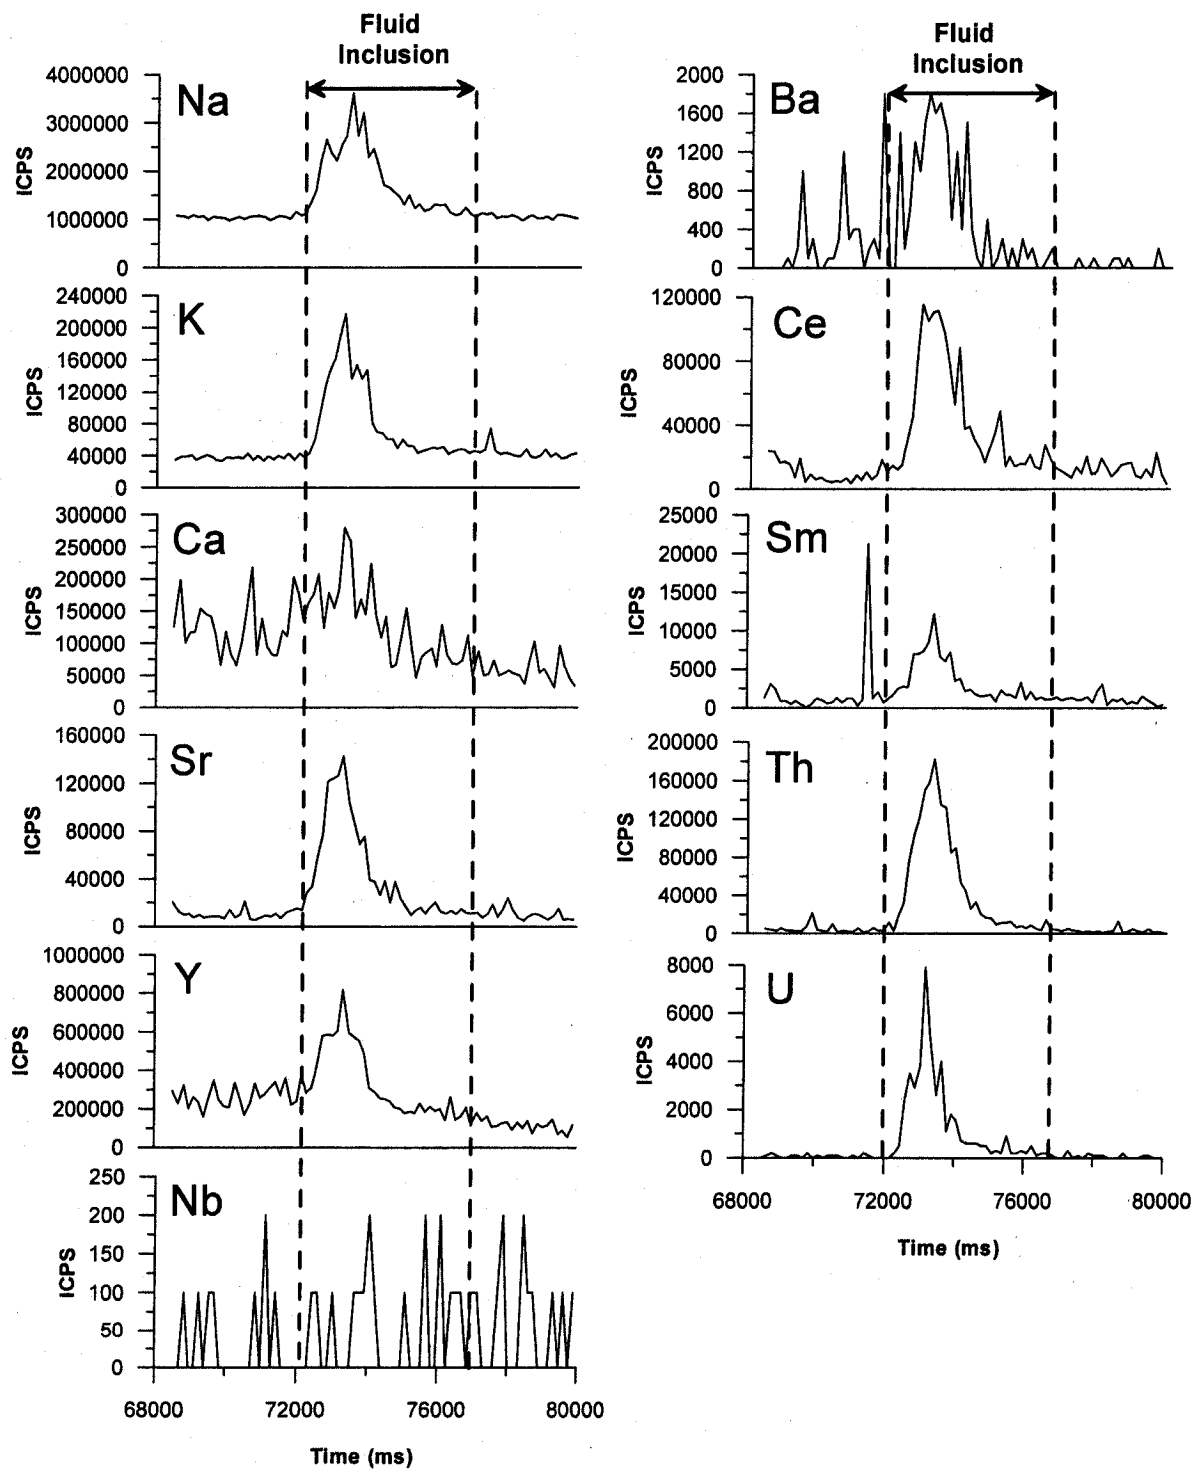 Fluid
Inclusion
Na
ICPS
4000000
3000000
2000000
1000000
0
K
ICPS
240000
200000
160000
120000
80000
40000
0
Ca
ICPS
300000
250000
200000
150000
100000
50000
0
Sr
ICPS
160000
120000
80000
40000
0
Y
ICPS
1000000
800000
600000
400000
200000
0
Nb
ICPS
250
200
150
100
50
0
68000 72000 76000 80000
Time (ms)
Fluid
Inclusion
Ba
ICPS
2000
1600
1200
800
400
0
Ce
ICPS
120000
80000
40000
0
Sm
ICPS
25000
20000
15000
10000
5000
0
Th
ICPS
200000
160000
120000
80000
40000
0
U
ICPS
8000
6000
4000
2000
0
68000 72000 76000 80000
Time (ms)